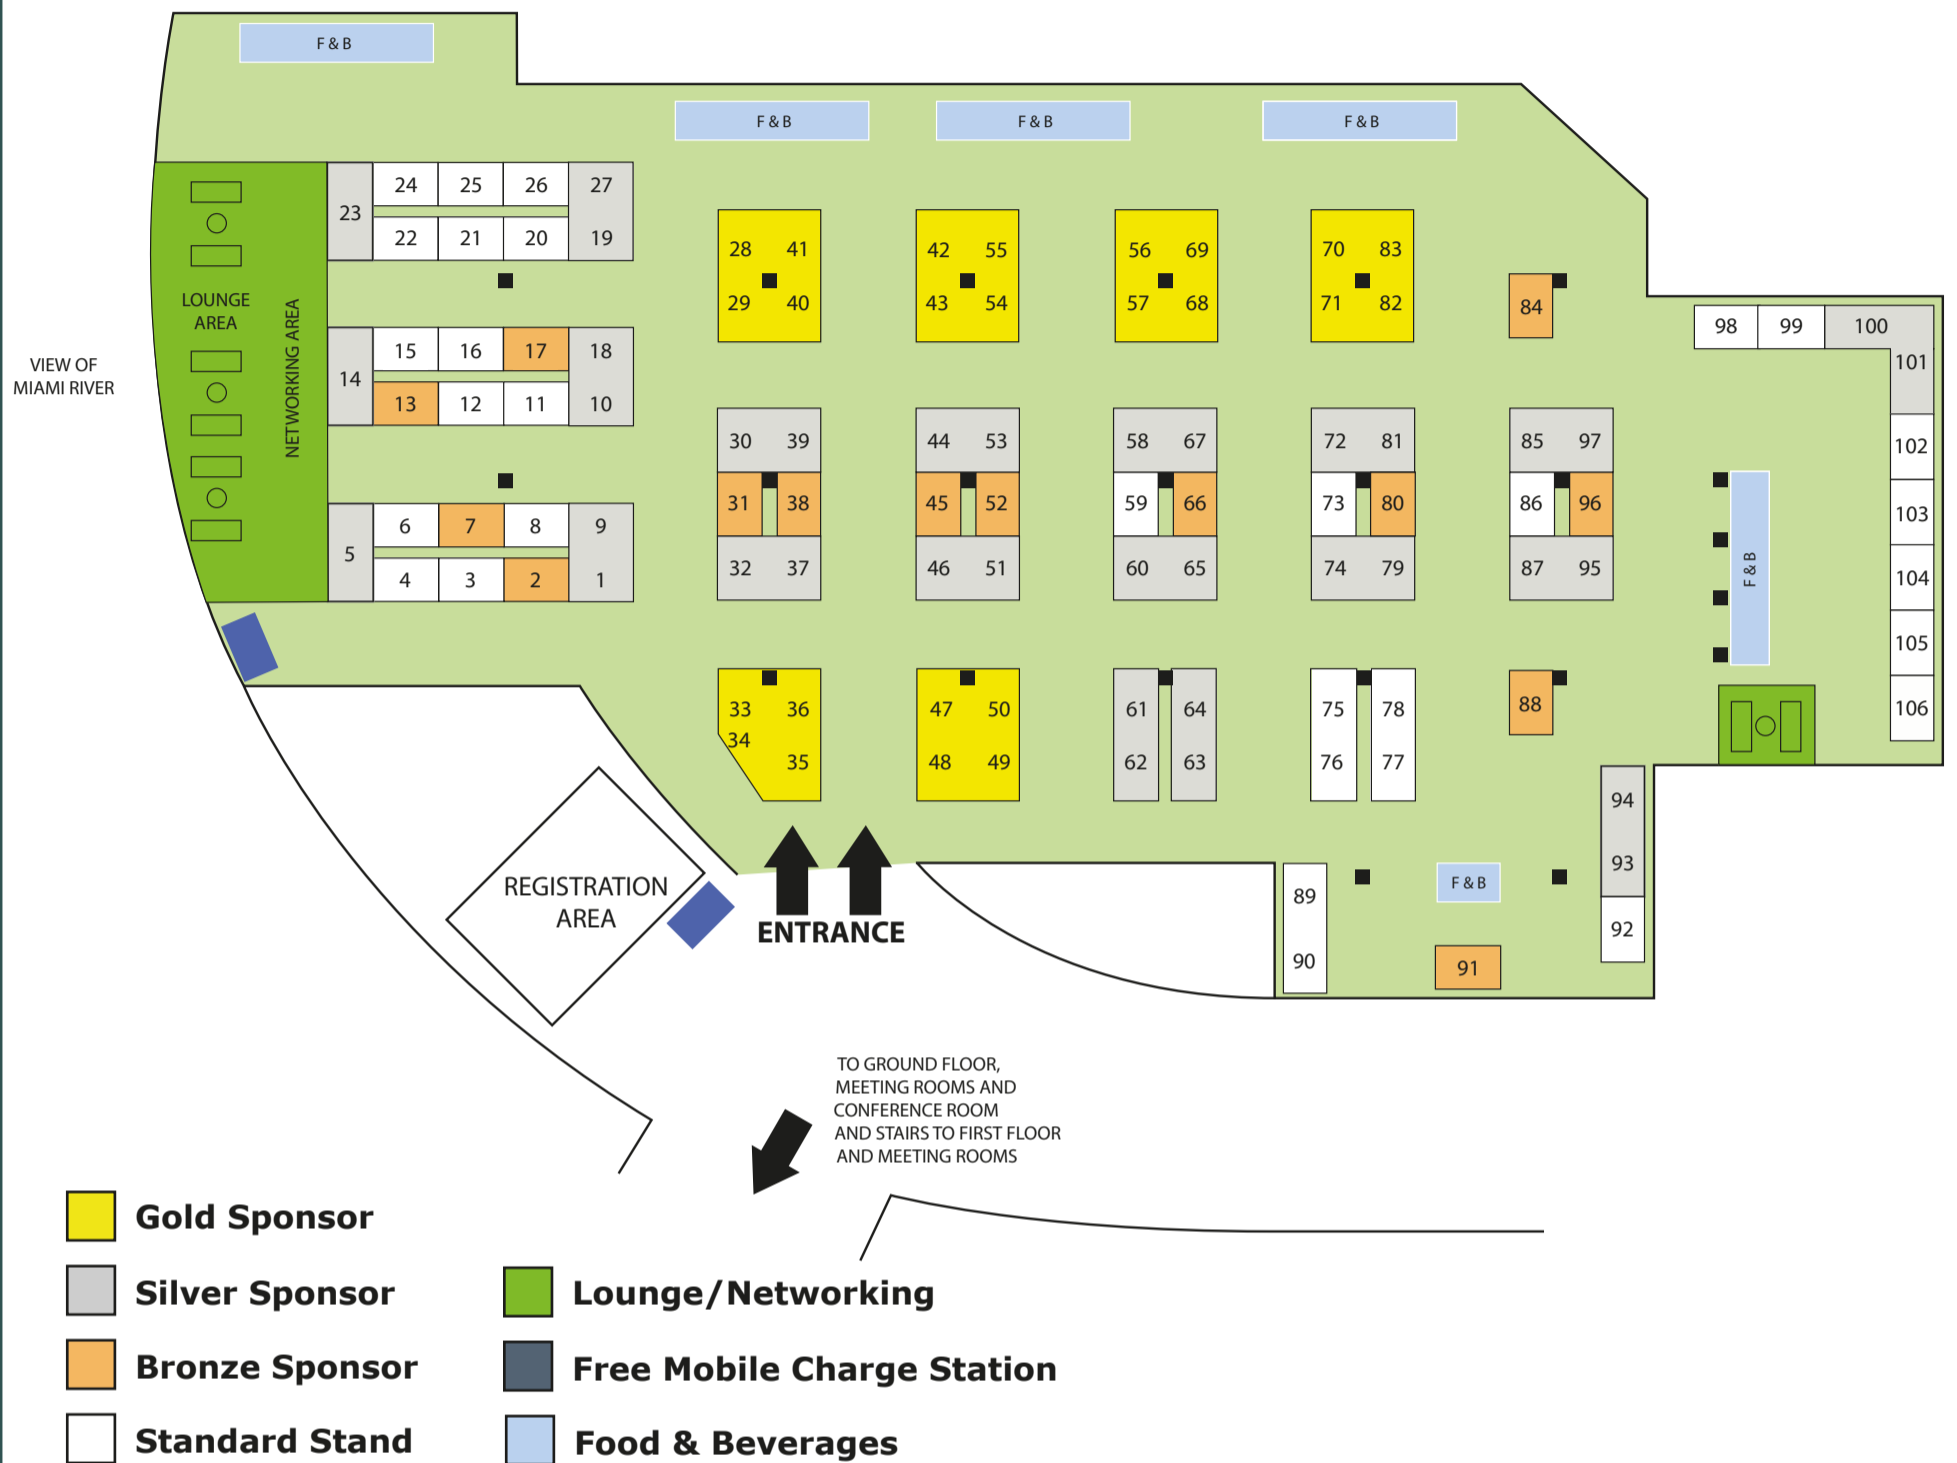 F & B
F & B
F & B
F & B
24 25 26 27
23
22 21 20 19
28 41
42 55
56 69
70 83
29 40
43 54
57 68
71 82
84
LOUNGE
AREA
NETWORKING AREA
VIEW OF
MIAMI RIVER
15 16 17 18
14
13 12 11 10
98 99 100
101
102
103
104
105
106
30 39
44 53
58 67
72 81
85 97
31 38
45 52
59 66
73 80
86 96
32 37
46 51
60 65
74 79
87 95
F & B
6 7 8 9
5
4 3 2 1
33 36
34
35
47 50
48 49
61 64
62 63
75 78
76 77
88
94
93
92
89
90
F & B
91
REGISTRATION
AREA
ENTRANCE
TO GROUND FLOOR,
MEETING ROOMS AND
CONFERENCE ROOM
AND STAIRS TO FIRST FLOOR
AND MEETING ROOMS
Gold Sponsor
Silver Sponsor
Bronze Sponsor
Standard Stand
Lounge/Networking
Free Mobile Charge Station
Food & Beverages